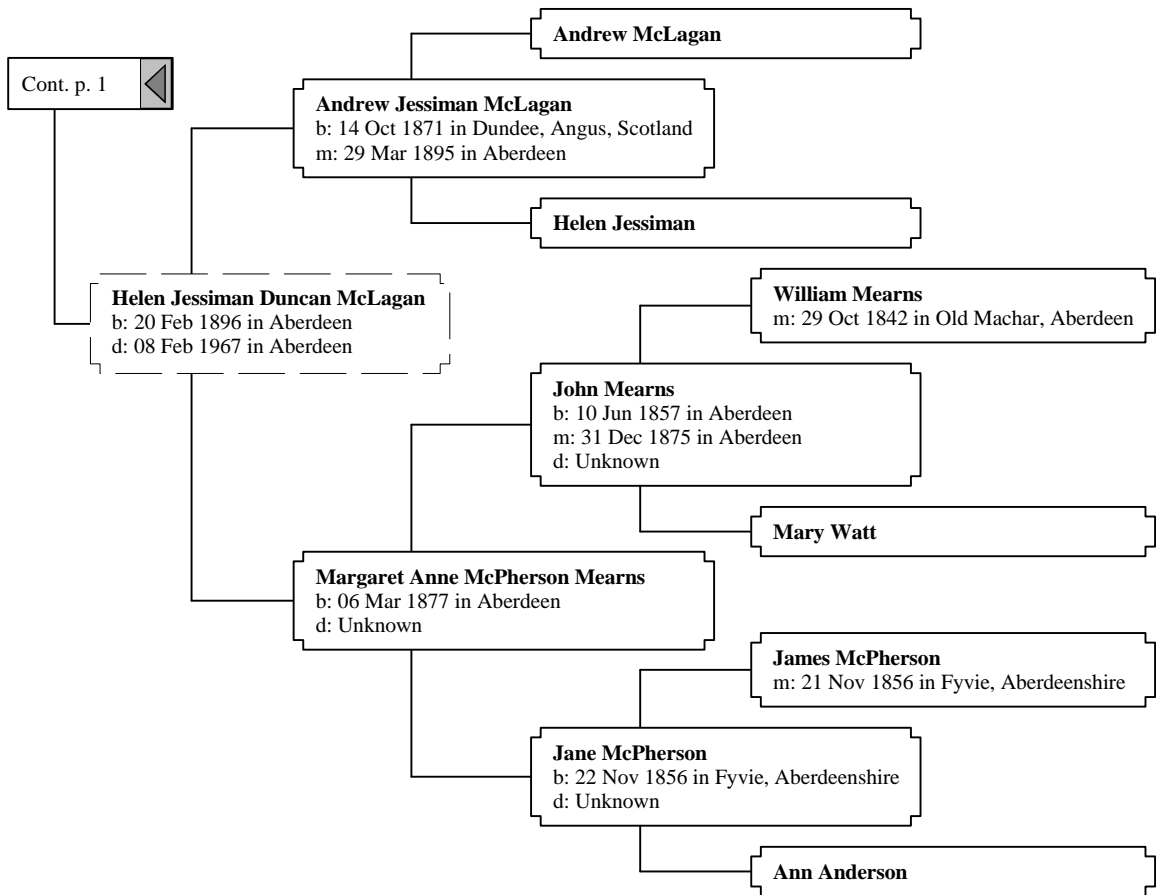 Andrew McLagan
Cont. p. 1
Andrew Jessiman McLagan
b: 14 Oct 1871 in Dundee, Angus, Scotland
m: 29 Mar 1895 in Aberdeen
Helen Jessiman
Helen Jessiman Duncan McLagan
b: 20 Feb 1896 in Aberdeen
d: 08 Feb 1967 in Aberdeen
William Mearns
m: 29 Oct 1842 in Old Machar, Aberdeen
John Mearns
b: 10 Jun 1857 in Aberdeen
m: 31 Dec 1875 in Aberdeen
d: Unknown
Mary Watt
Margaret Anne McPherson Mearns
b: 06 Mar 1877 in Aberdeen
d: Unknown
James McPherson
m: 21 Nov 1856 in Fyvie, Aberdeenshire
Jane McPherson
b: 22 Nov 1856 in Fyvie, Aberdeenshire
d: Unknown
Ann Anderson